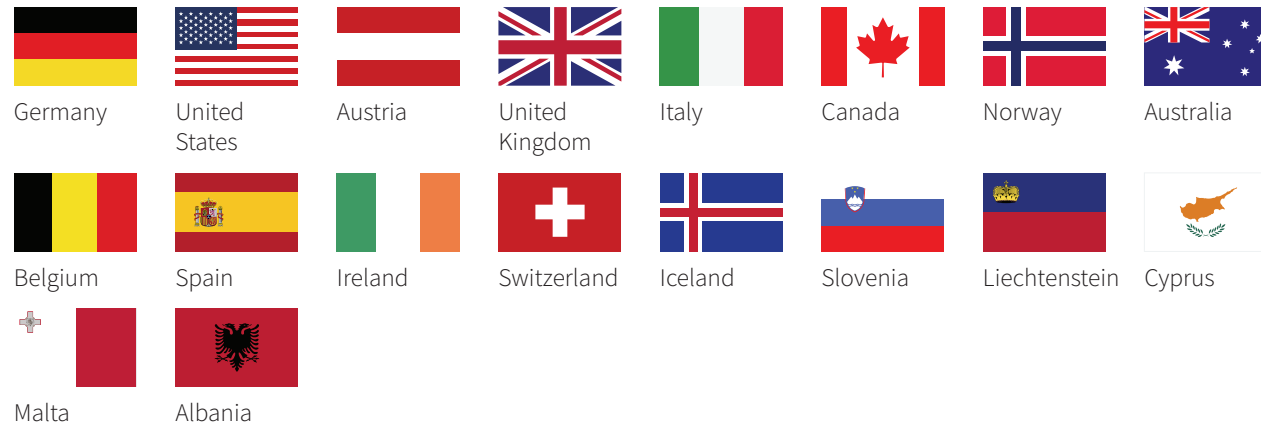 Germany
United
States
Austria
United
Kingdom
Italy
Canada
Norway
Australia
Belgium
Spain
Ireland
Switzerland
Iceland
Slovenia
Liechtenstein
Cyprus
Malta
Albania